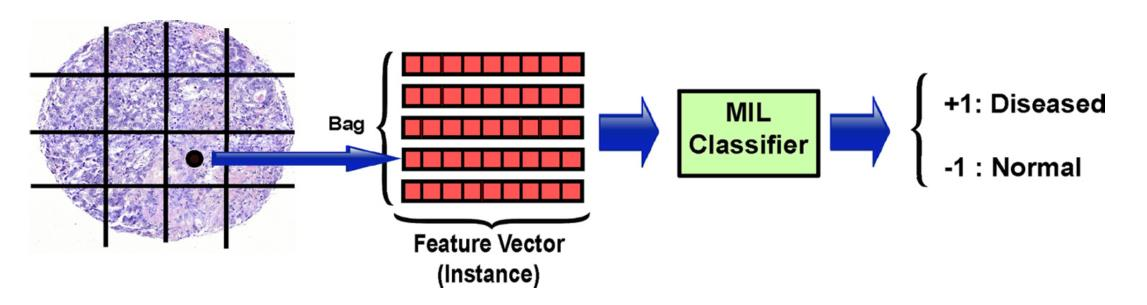 Bag
Feature Vector
(Instance)
MIL
Classifier
+1: Diseased
-1 : Normal